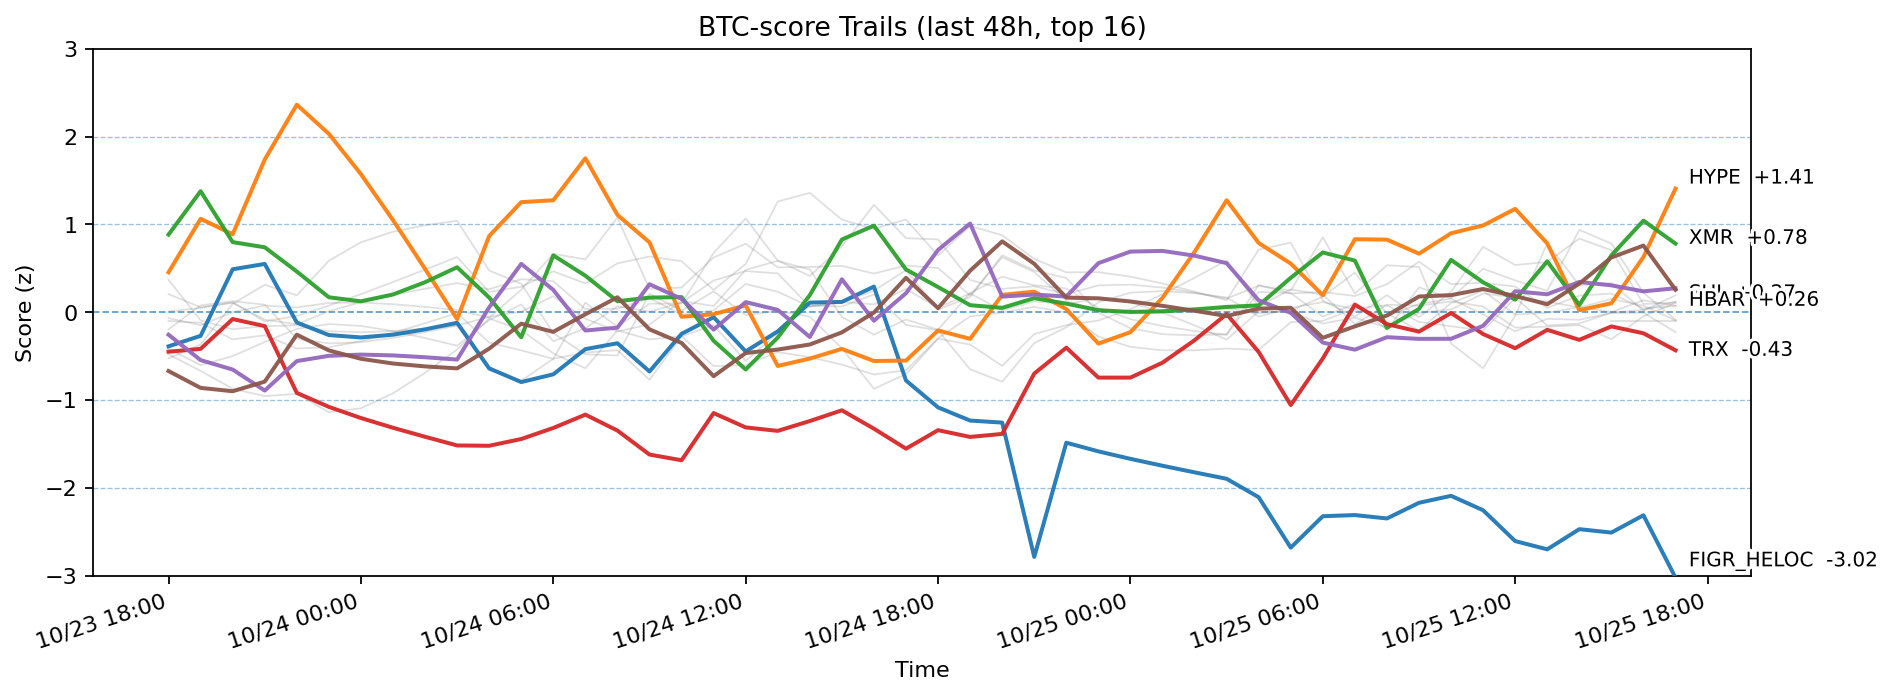 BTC-score Trails (last 48h, top 16)
Score (z)
3
2
1
0
−1
−2
−3
HYPE +1.41
XMR +0.78
HBAR +0.26
TRX -0.43
FIGR_HELOC -3.02
10/23 18:00
10/24 00:00
10/24 06:00
10/24 12:00
10/24 18:00
10/25 00:00
10/25 06:00
10/25 12:00
10/25 18:00
Time